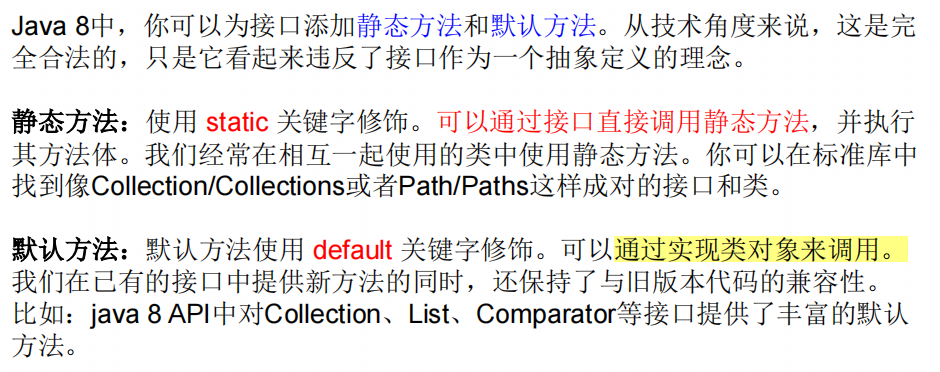 Java 8中，你可以为接口添加静态方法和默认方法。从技术角度来说，这是完
全合法的，只是它看起来违反了接口作为一个抽象定义的理念。
静态方法：使用 static 关键字修饰。可以通过接口直接调用静态方法，并执行
其方法体。我们经常在相互一起使用的类中使用静态方法。你可以在标准库中
找到像Collection/Collections或者Path/Paths这样成对的接口和类。
默认方法：默认方法使用 default 关键字修饰。可以通过实现类对象来调用。
我们在已有的接口中提供新方法的同时，还保持了与旧版本代码的兼容性。
比如：java 8 API中对Collection、List、Comparator等接口提供了丰富的默认
方法。